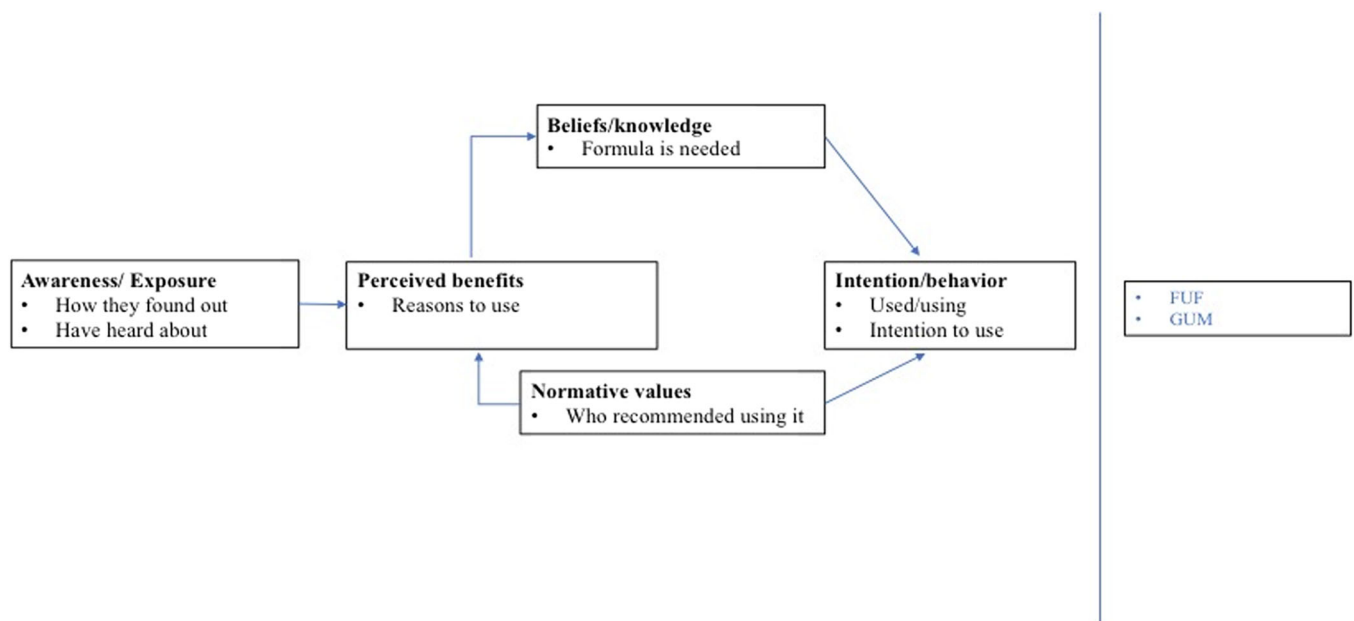 Beliefs/knowledge
• Formula is needed
Awareness/ Exposure
• How they found out
• Have heard about
Perceived benefits
• Reasons to use
Intention/behavior
• Used/using
• Intention to use
• FUF
• GUM
Normative values
• Who recommended using it